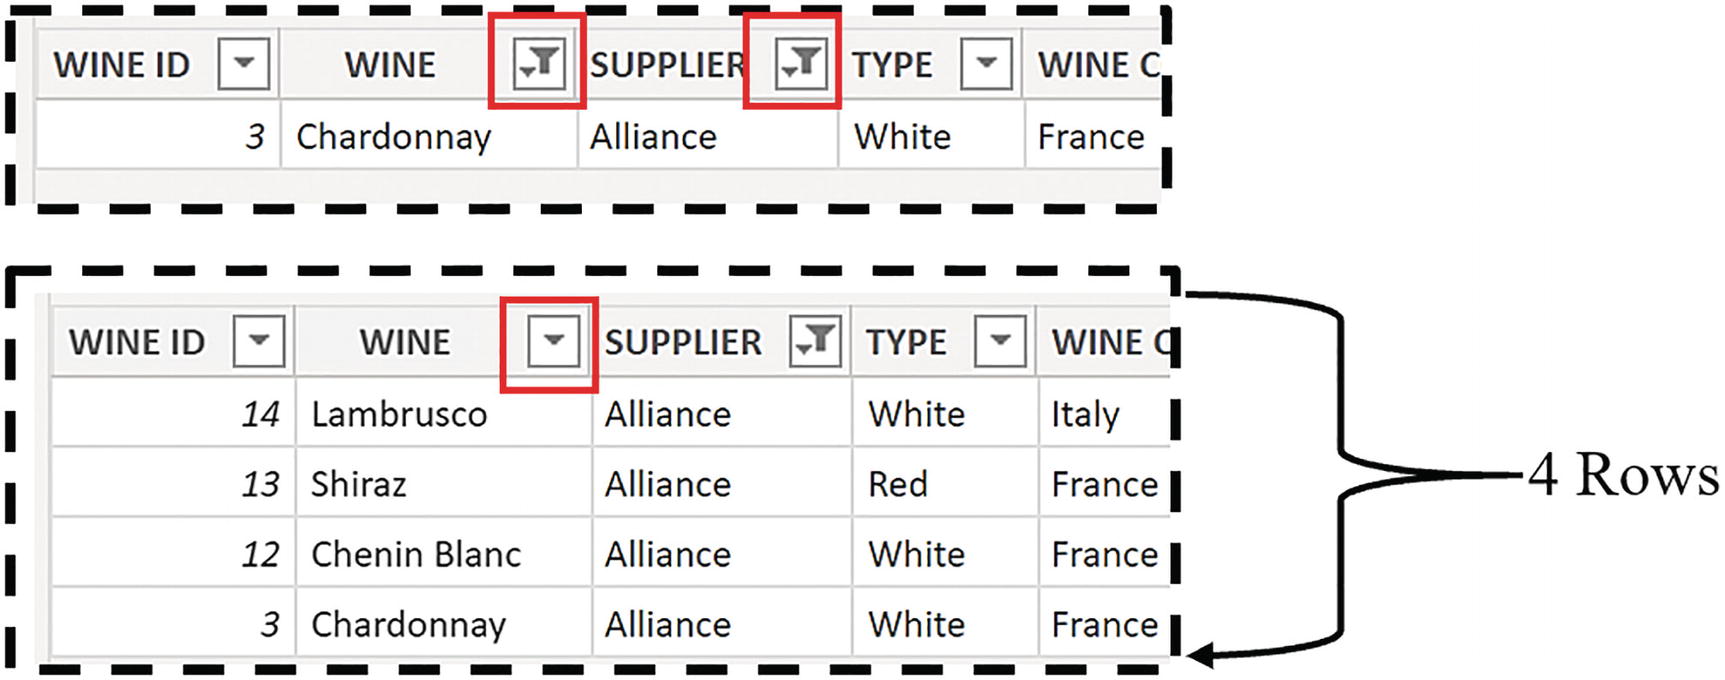 WINE ID WINE SUPPLIER TYPE WINE C
3 Chardonnay Alliance White France
WINE ID WINE SUPPLIER TYPE WINE C
14 Lambrusco Alliance White Italy
13 Shiraz Alliance Red France
12 Chenin Blanc Alliance White France
3 Chardonnay Alliance White France
4 Rows